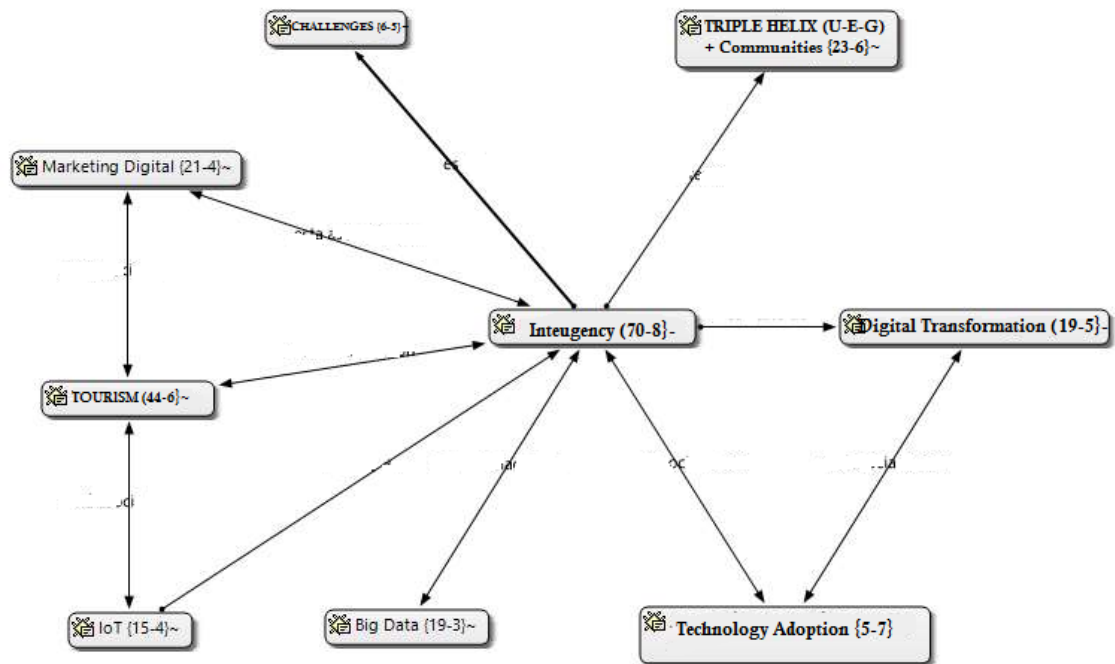 CHALLENGES {6-5}~
TRIPLE HELIX (U-E-G)
+ Communities {23-6}~
Marketing Digital {21-4}~
Inteugency (70-8}-
Digital Transformation (19-5}-
TOURISM (44-6}~
IoT {15-4}~
Big Data {19-3}~
Technology Adoption {5-7}